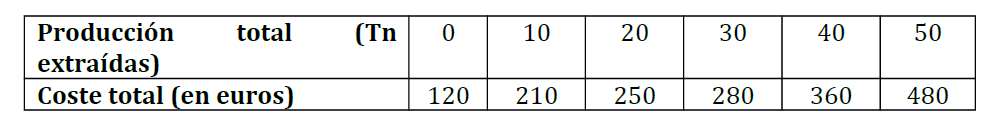 Producción total (Tn 0 10 20 30 40 50
extraídas)
Coste total (en euros) 120 210 250 280 360 480